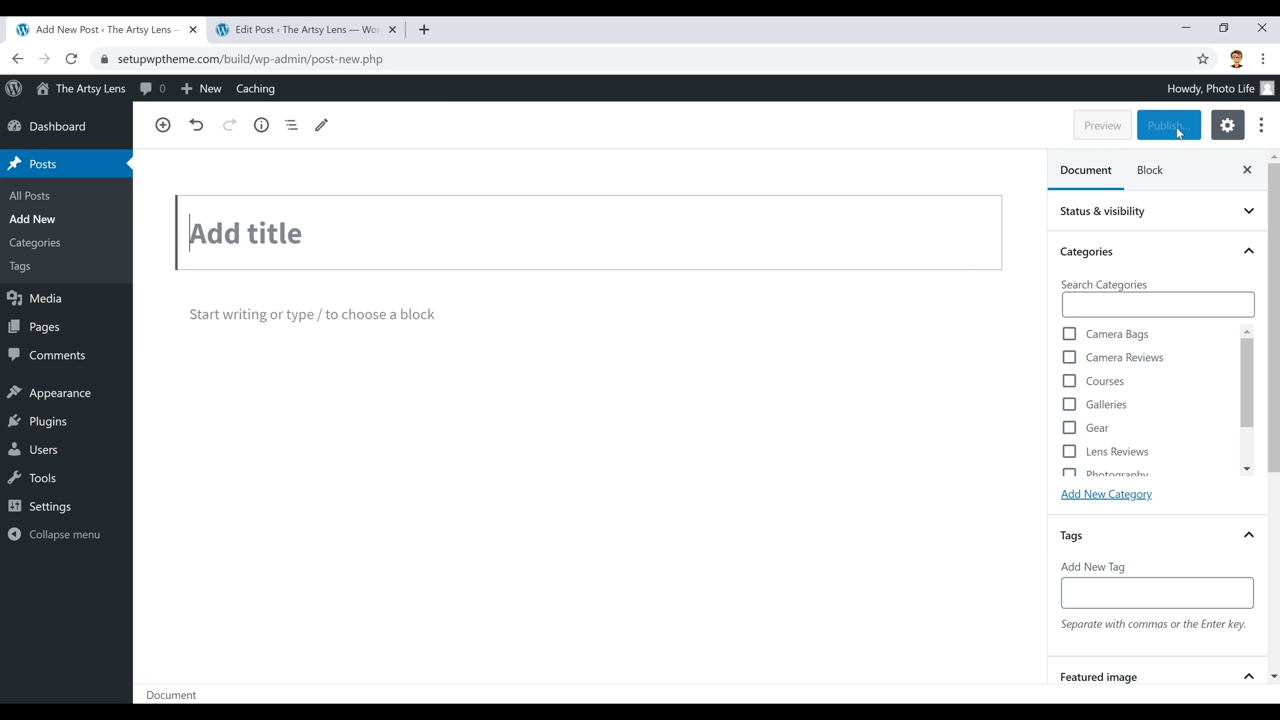 Add New Post ‹ The Artsy Lens —
Edit Post ‹ The Artsy Lens — Wo
setupwptheme.com/build/wp-admin/post-new.php
The Artsy Lens 0 New Caching Howdy, Photo Life
Dashboard
Posts
All Posts
Add New
Categories
Tags
Media
Pages
Comments
Appearance
Plugins
Users
Tools
Settings
Collapse menu
Preview
Publish...
Add title
Start writing or type / to choose a block
Document Block
Status & visibility
Categories
Search Categories
Camera Bags
Camera Reviews
Courses
Galleries
Gear
Lens Reviews
Photography
Add New Category
Tags
Add New Tag
Separate with commas or the Enter key.
Featured image
Document